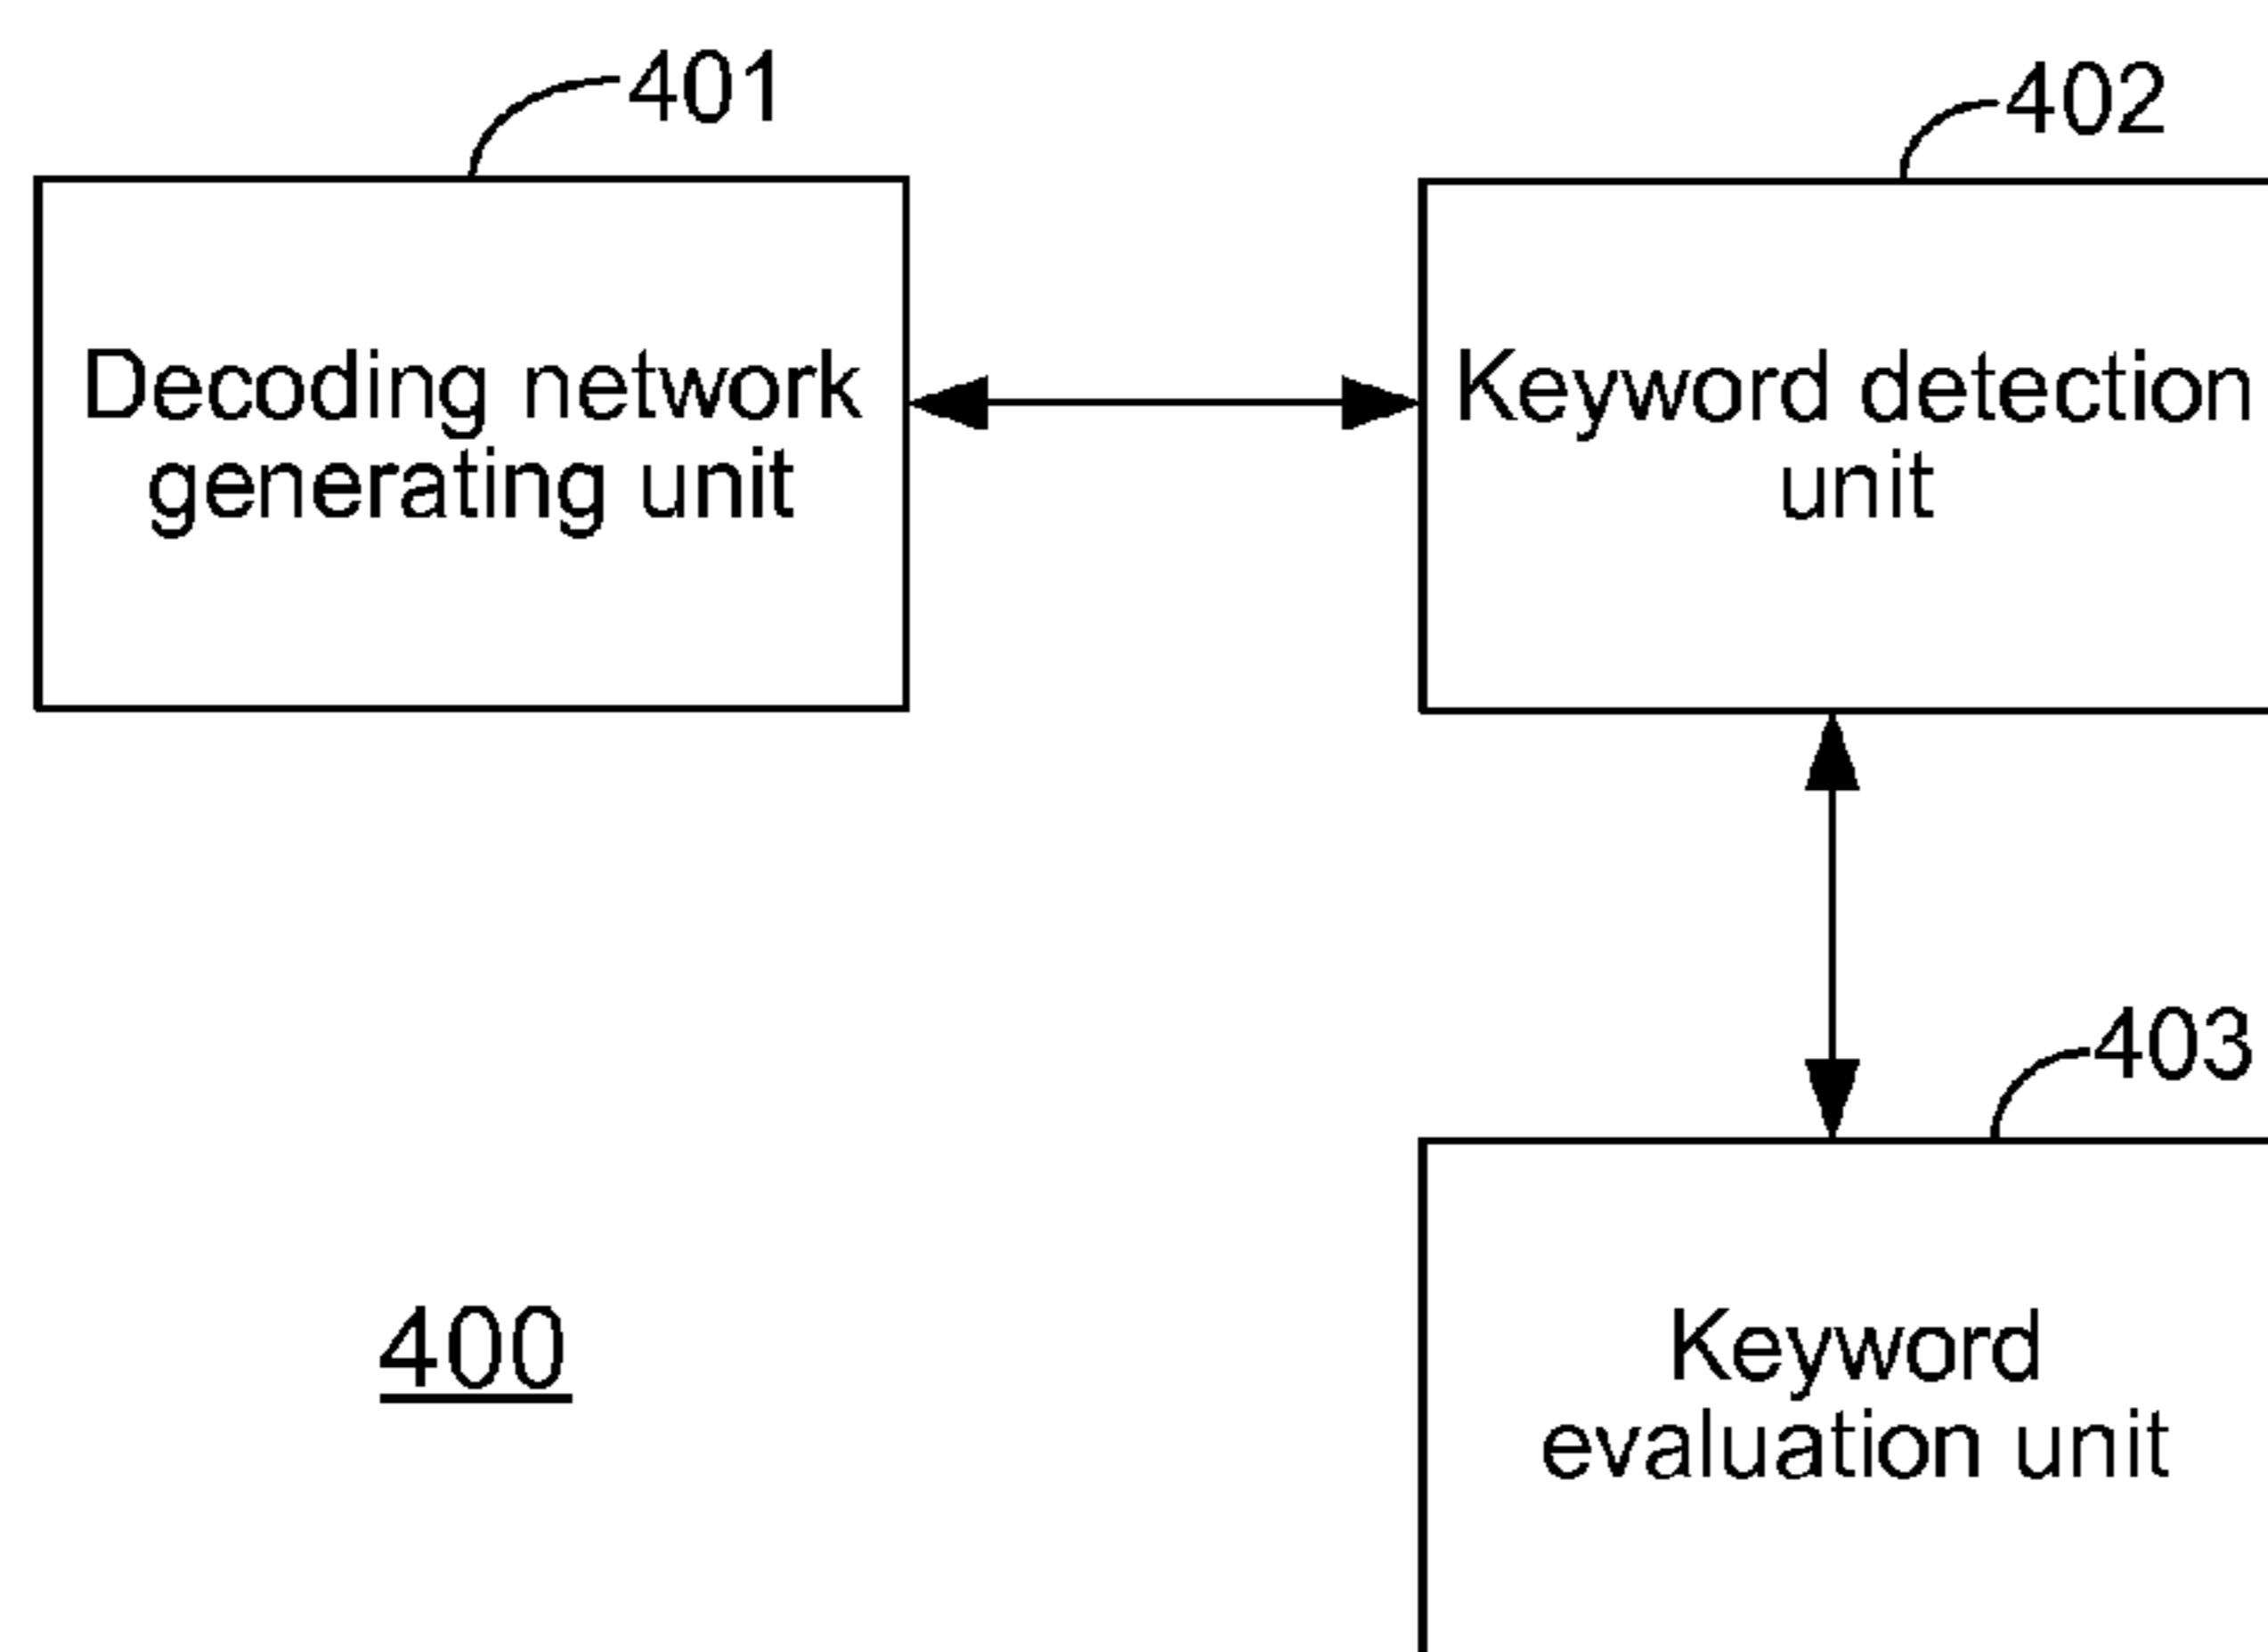 401
402
Decoding network
generating unit
Keyword detection
unit
403
Keyword
evaluation unit
400